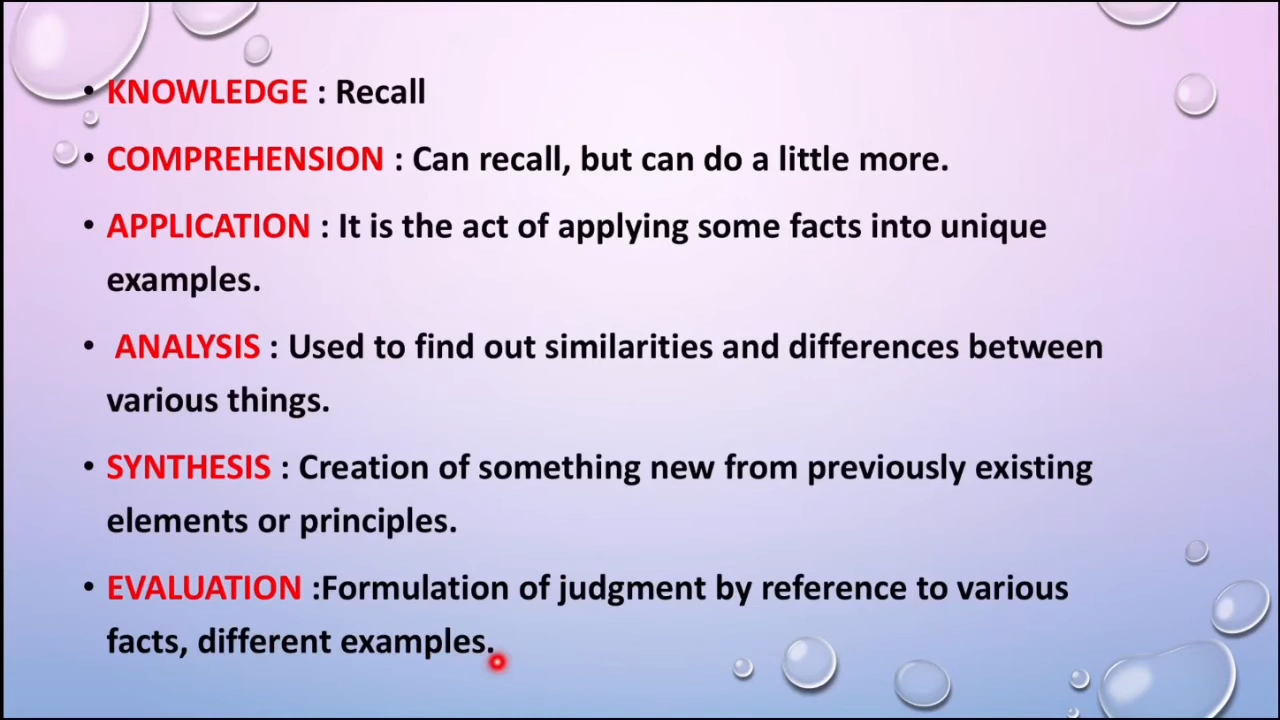 • KNOWLEDGE : Recall
• COMPREHENSION : Can recall, but can do a little more.
• APPLICATION : It is the act of applying some facts into unique
examples.
• ANALYSIS : Used to find out similarities and differences between
various things.
• SYNTHESIS : Creation of something new from previously existing
elements or principles.
• EVALUATION :Formulation of judgment by reference to various
facts, different examples.